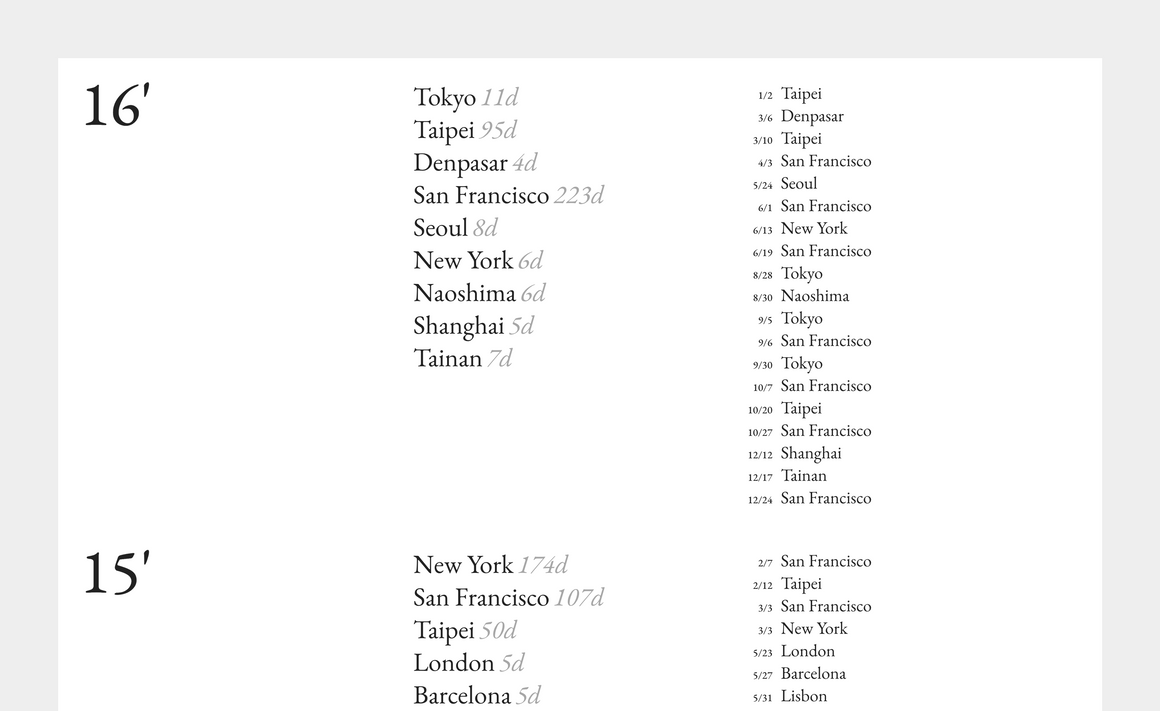 16'
Tokyo 11d
Taipei 95d
Denpasar 4d
San Francisco 223d
Seoul 8d
New York 6d
Naoshima 6d
Shanghai 5d
Tainan 7d
1/2 Taipei
3/6 Denpasar
3/10 Taipei
4/3 San Francisco
5/24 Seoul
6/1 San Francisco
6/13 New York
6/19 San Francisco
8/28 Tokyo
8/30 Naoshima
9/5 Tokyo
9/6 San Francisco
9/30 Tokyo
10/7 San Francisco
10/20 Taipei
10/27 San Francisco
12/12 Shanghai
12/17 Tainan
12/24 San Francisco
15'
New York 174d
San Francisco 107d
Taipei 50d
London 5d
Barcelona 5d
2/7 San Francisco
2/12 Taipei
3/3 San Francisco
3/3 New York
5/23 London
5/27 Barcelona
5/31 Lisbon